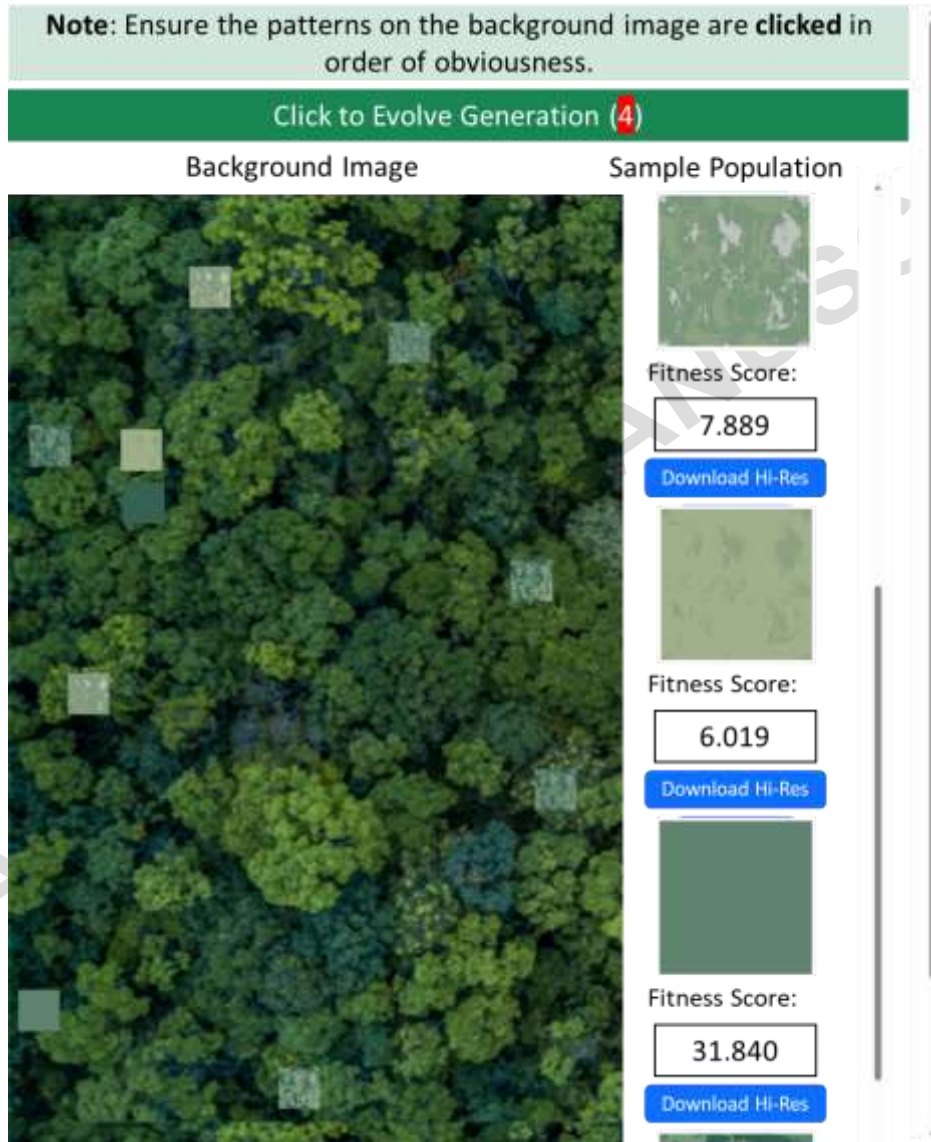 Note: Ensure the patterns on the background image are clicked in
order of obviousness.
Click to Evolve Generation (4)
Background Image
Sample Population
Fitness Score:
7.889
Download Hi-Res
Fitness Score:
6.019
Download Hi-Res
Fitness Score:
31.840
Download Hi-Res